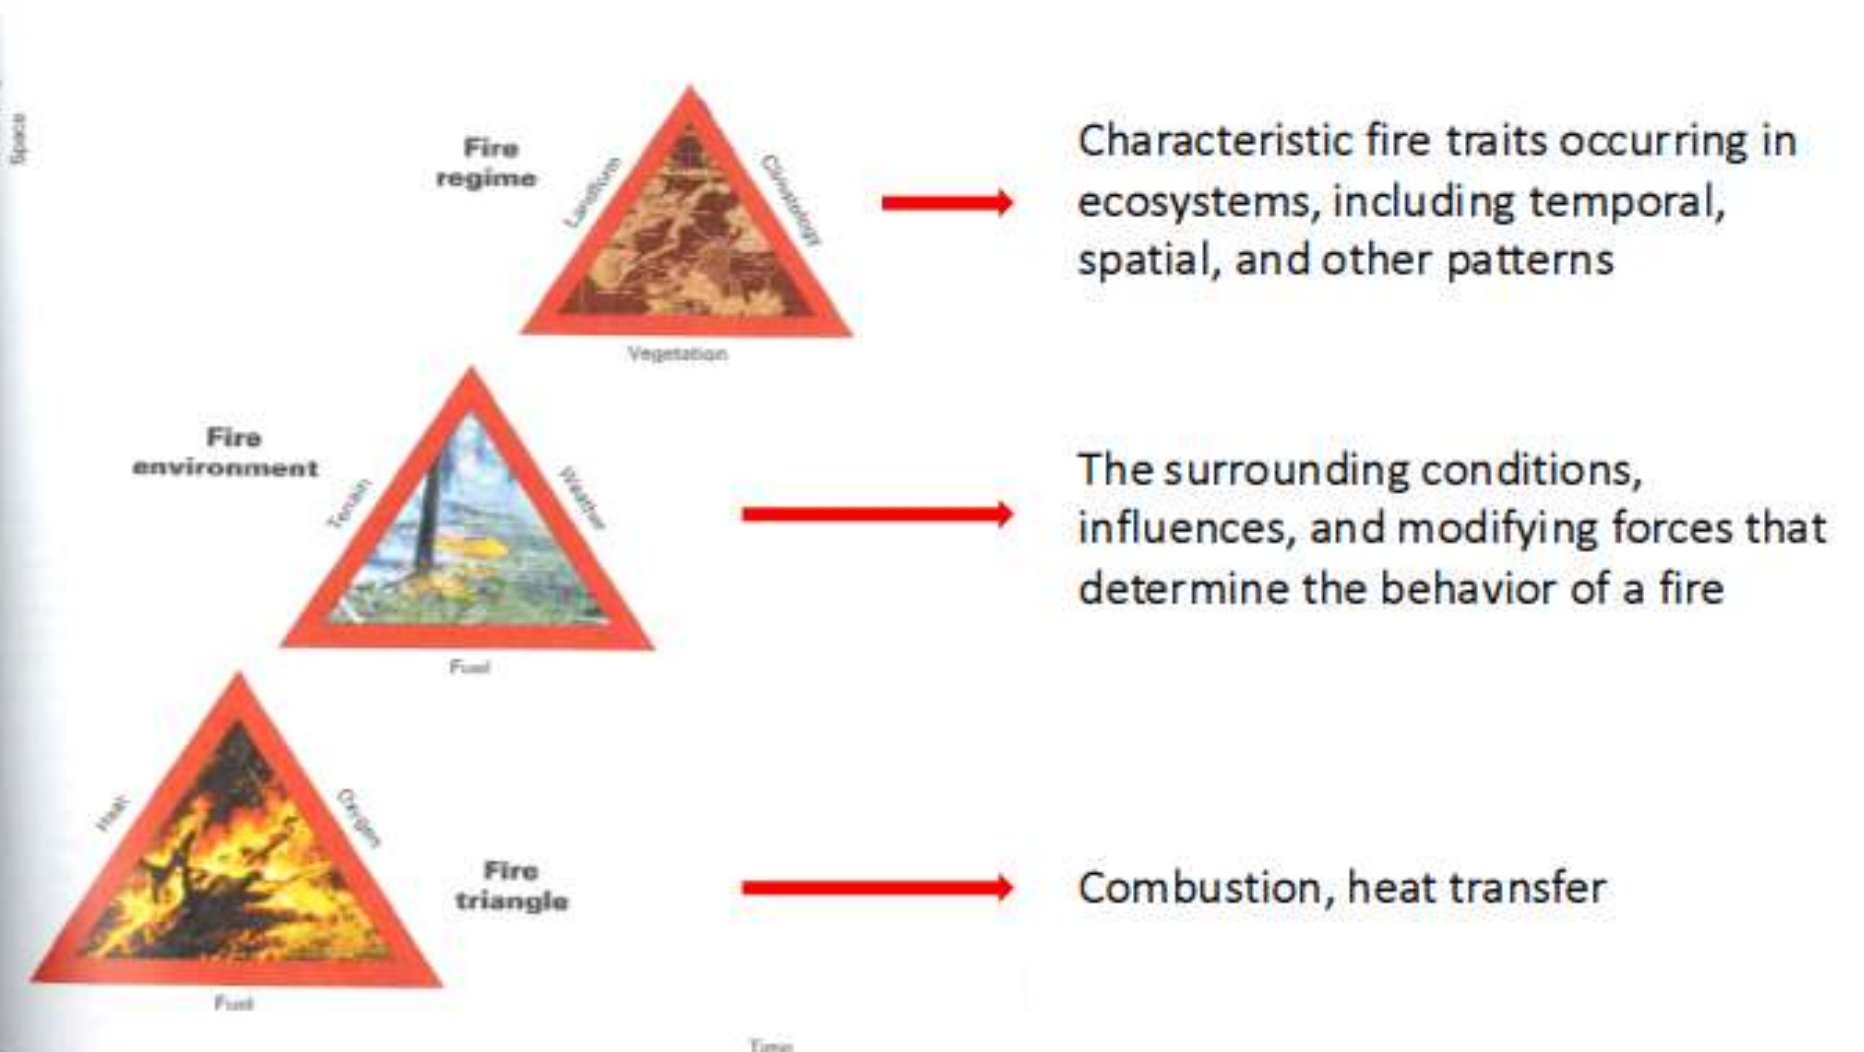 Space
Fire
regime
Landform
Climatology
Vegetation
Characteristic fire traits occurring in
ecosystems, including temporal,
spatial, and other patterns
Fire
environment
Terrain
Weather
Fuel
The surrounding conditions,
influences, and modifying forces that
determine the behavior of a fire
Heat
Oxygen
Fire
triangle
Fuel
Combustion, heat transfer
Time